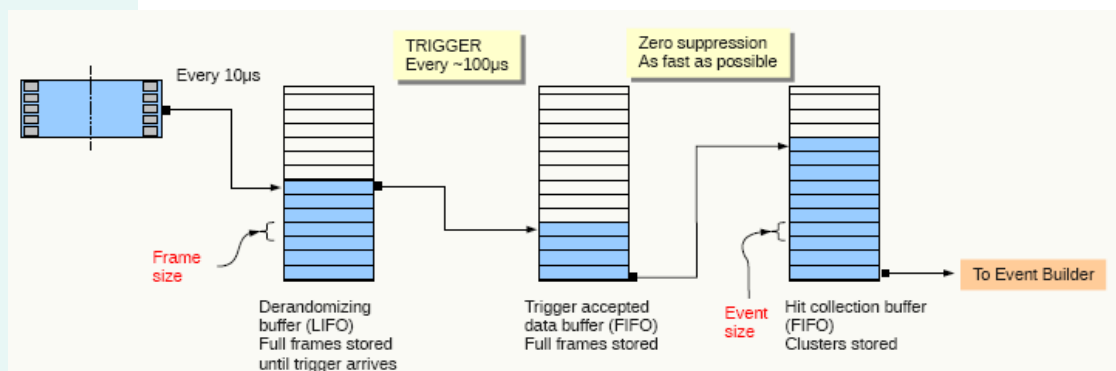 Every 10µs
TRIGGER
Every ~100µs
Zero suppression
As fast as possible
Frame
size
Derandomizing
buffer (LIFO)
Full frames stored
until trigger arrives
Trigger accepted
data buffer (FIFO)
Full frames stored
Event
size
Hit collection buffer
(FIFO)
Clusters stored
To Event Builder